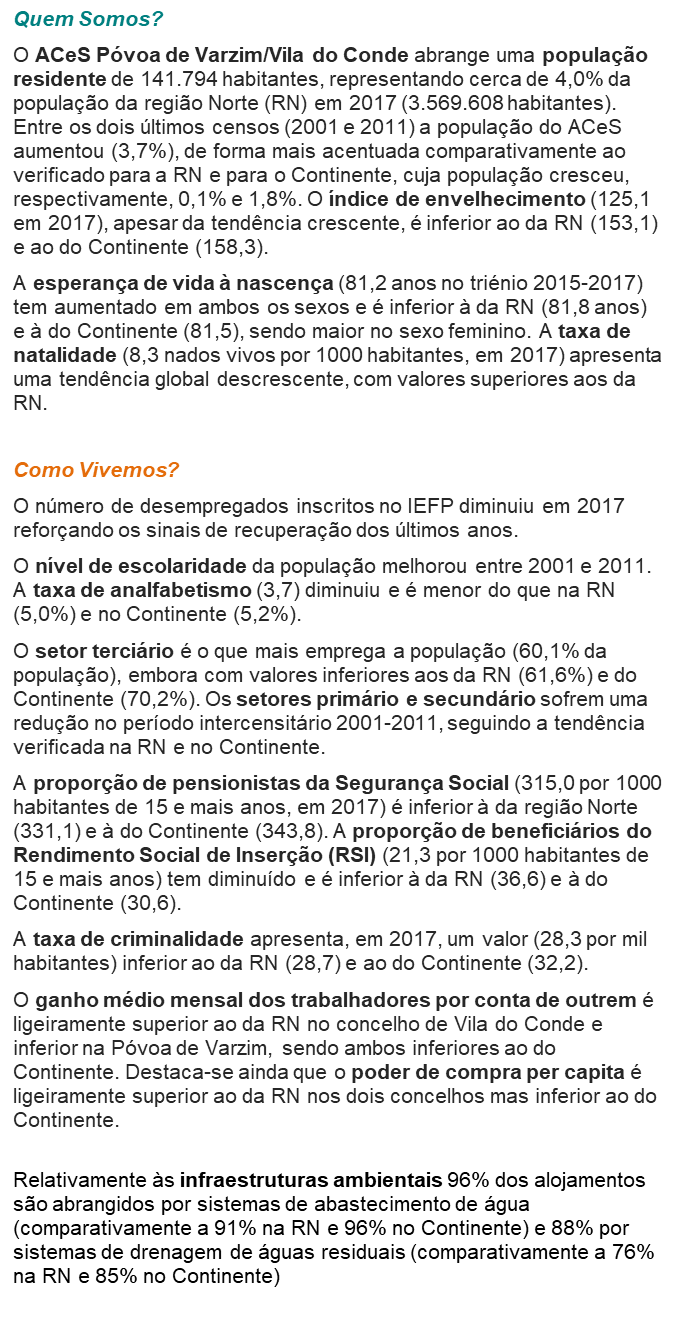 Quem Somos?
O ACeS Póvoa de Varzim/Vila do Conde abrange uma população
residente de 141.794 habitantes, representando cerca de 4,0% da
população da região Norte (RN) em 2017 (3.569.608 habitantes).
Entre os dois últimos censos (2001 e 2011) a população do ACeS
aumentou (3,7%), de forma mais acentuada comparativamente ao
verificado para a RN e para o Continente, cuja população cresceu,
respectivamente, 0,1% e 1,8%. O índice de envelhecimento (125,1
em 2017), apesar da tendência crescente, é inferior ao da RN (153,1)
e ao do Continente (158,3).
A esperança de vida à nascença (81,2 anos no triénio 2015-2017)
tem aumentado em ambos os sexos e é inferior à da RN (81,8 anos)
e à do Continente (81,5), sendo maior no sexo feminino. A taxa de
natalidade (8,3 nados vivos por 1000 habitantes, em 2017) apresenta
uma tendência global descrescente, com valores superiores aos da
RN.
Como Vivemos?
O número de desempregados inscritos no IEFP diminuiu em 2017
reforçando os sinais de recuperação dos últimos anos.
O nível de escolaridade da população melhorou entre 2001 e 2011.
A taxa de analfabetismo (3,7) diminuiu e é menor do que na RN
(5,0%) e no Continente (5,2%).
O setor terciário é o que mais emprega a população (60,1% da
população), embora com valores inferiores aos da RN (61,6%) e do
Continente (70,2%). Os setores primário e secundário sofrem uma
redução no período intercensitário 2001-2011, seguindo a tendência
verificada na RN e no Continente.
A proporção de pensionistas da Segurança Social (315,0 por 1000
habitantes de 15 e mais anos, em 2017) é inferior à da região Norte
(331,1) e à do Continente (343,8). A proporção de beneficiários do
Rendimento Social de Inserção (RSI) (21,3 por 1000 habitantes de
15 e mais anos) tem diminuído e é inferior à da RN (36,6) e à do
Continente (30,6).
A taxa de criminalidade apresenta, em 2017, um valor (28,3 por mil
habitantes) inferior ao da RN (28,7) e ao do Continente (32,2).
O ganho médio mensal dos trabalhadores por conta de outrem é
ligeiramente superior ao da RN no concelho de Vila do Conde e
inferior na Póvoa de Varzim, sendo ambos inferiores ao do
Continente. Destaca-se ainda que o poder de compra per capita é
ligeiramente superior ao da RN nos dois concelhos mas inferior ao do
Continente.
Relativamente às infraestruturas ambientais 96% dos alojamentos
são abrangidos por sistemas de abastecimento de água
(comparativamente a 91% na RN e 96% no Continente) e 88% por
sistemas de drenagem de águas residuais (comparativamente a 76%
na RN e 85% no Continente)